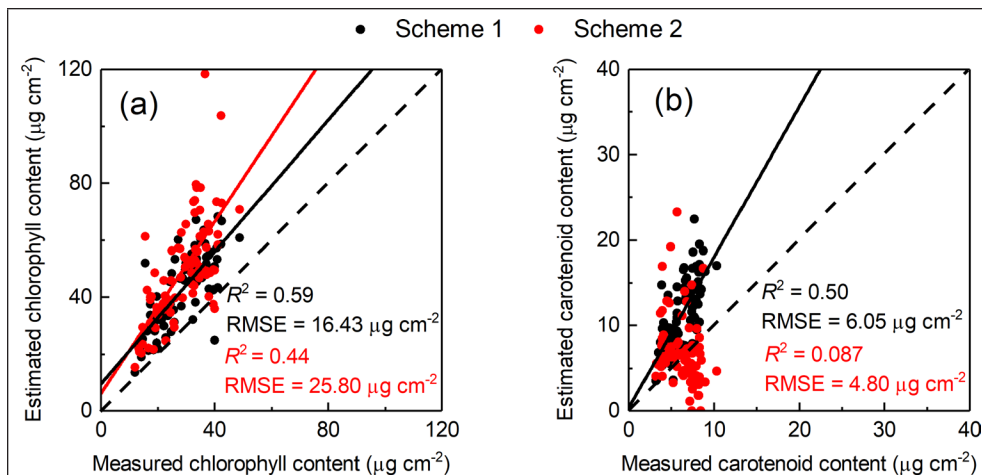 Scheme 1 Scheme 2
(a)
Estimated chlorophyll content (μg cm⁻²)
120
80
40
0
R² = 0.59
RMSE = 16.43 μg cm⁻²
R² = 0.44
RMSE = 25.80 μg cm⁻²
0 40 80 120
Measured chlorophyll content (μg cm⁻²)
(b)
Estimated carotenoid content (μg cm⁻²)
40
30
20
10
0
R² = 0.50
RMSE = 6.05 μg cm⁻²
R² = 0.087
RMSE = 4.80 μg cm⁻²
0 10 20 30 40
Measured carotenoid content (μg cm⁻²)